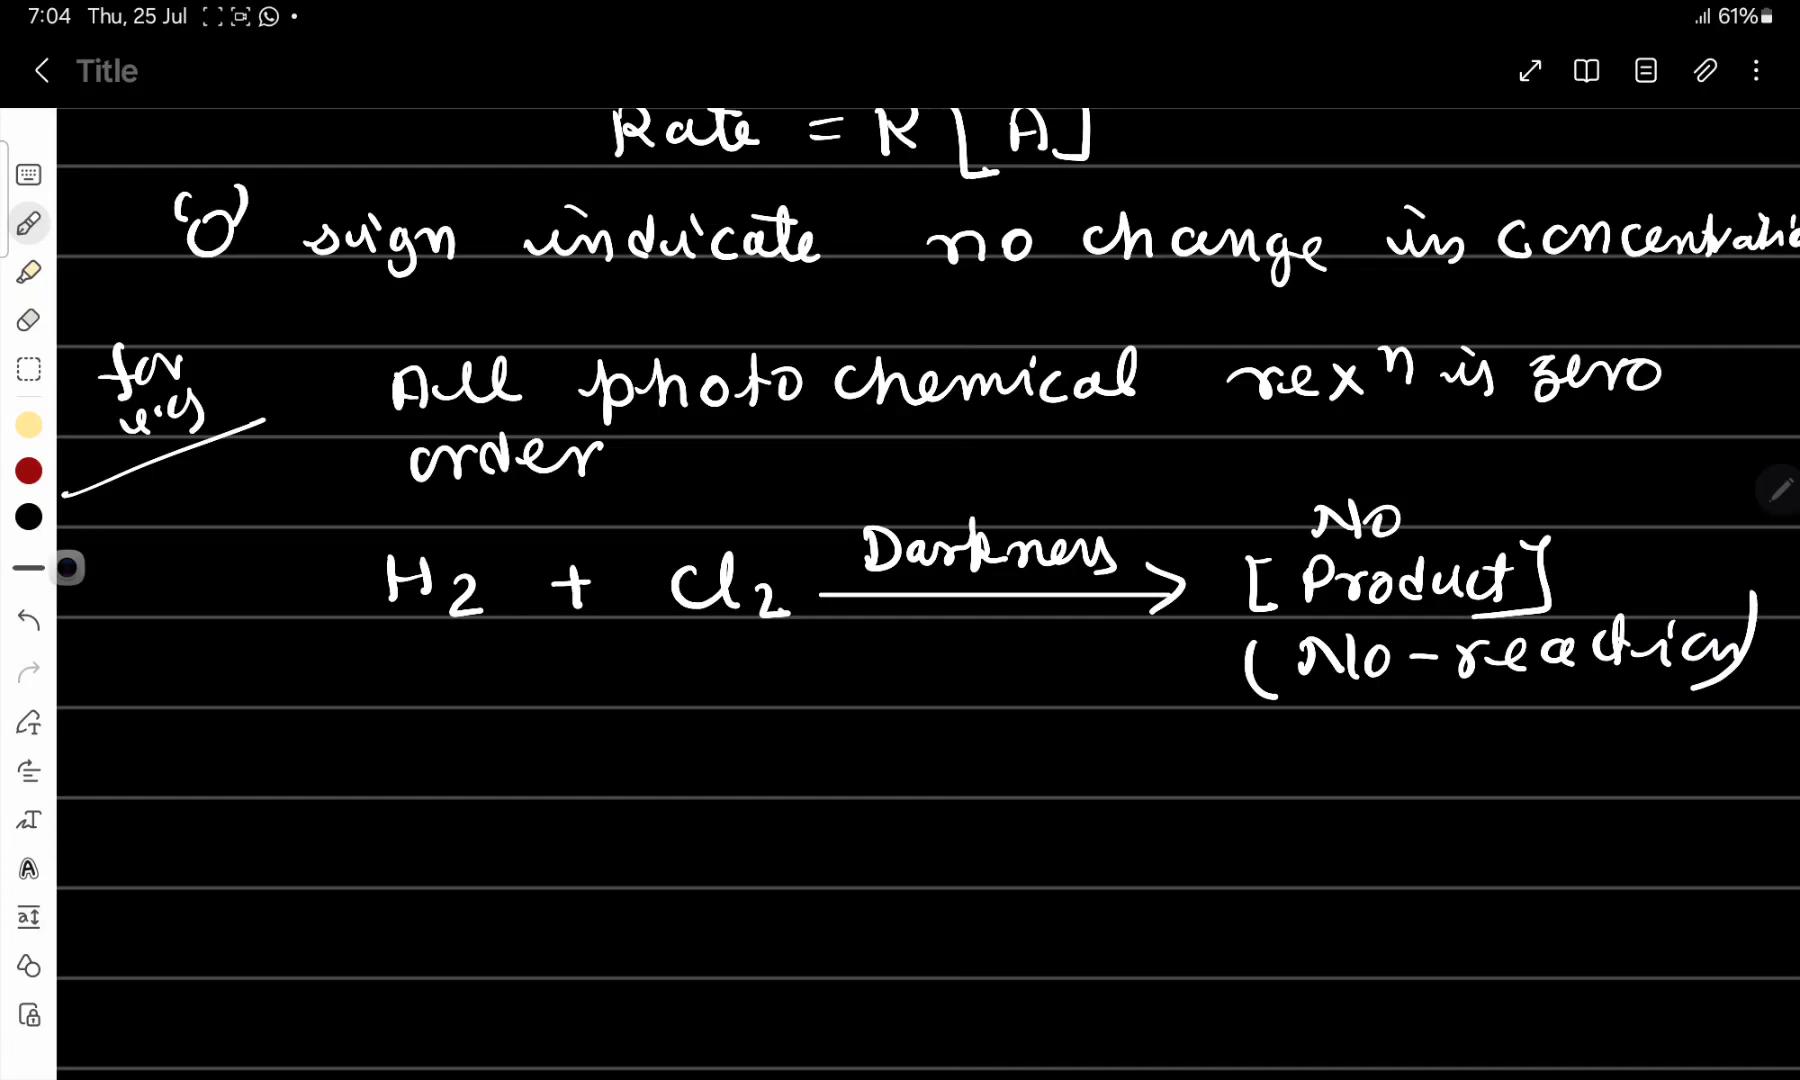 7:04 Thu, 25 Jul 61%
Title
Rate = K [A]
'0' sign indicate no change in concentratio
for
All photo chemical rexⁿ is zero
order
No
H₂ + Cl₂ Darkness → [Product]
(No-reaction)